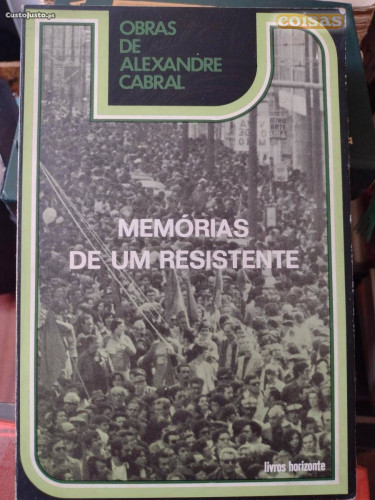 CustoJusto.pt
coisas
OBRAS
DE
ALEXANDRE
CABRAL
MEMÓRIAS
DE UM RESISTENTE
livros horizonte